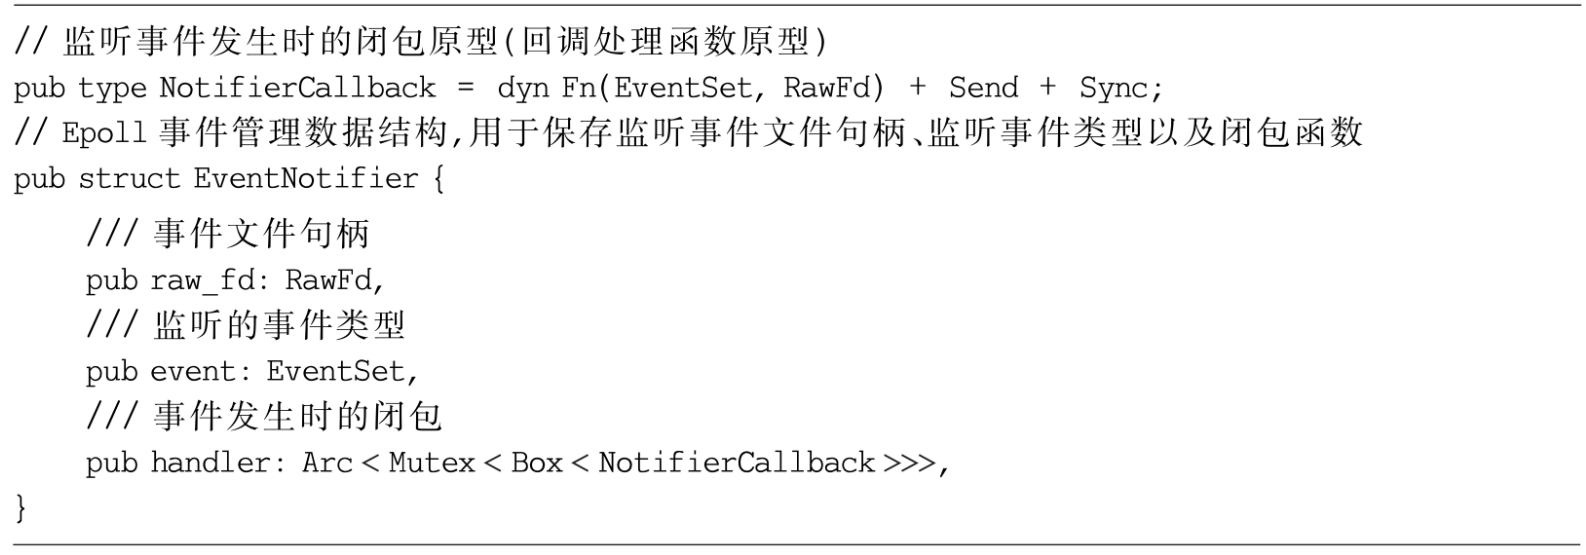 // 监听事件发生时的闭包原型(回调处理函数原型)
pub type NotifierCallback = dyn Fn(EventSet, RawFd) + Send + Sync;
// Epoll 事件管理数据结构,用于保存监听事件文件句柄、监听事件类型以及闭包函数
pub struct EventNotifier {
/// 事件文件句柄
pub raw_fd: RawFd,
/// 监听的事件类型
pub event: EventSet,
/// 事件发生时的闭包
pub handler: Arc < Mutex < Box < NotifierCallback >>>,
}